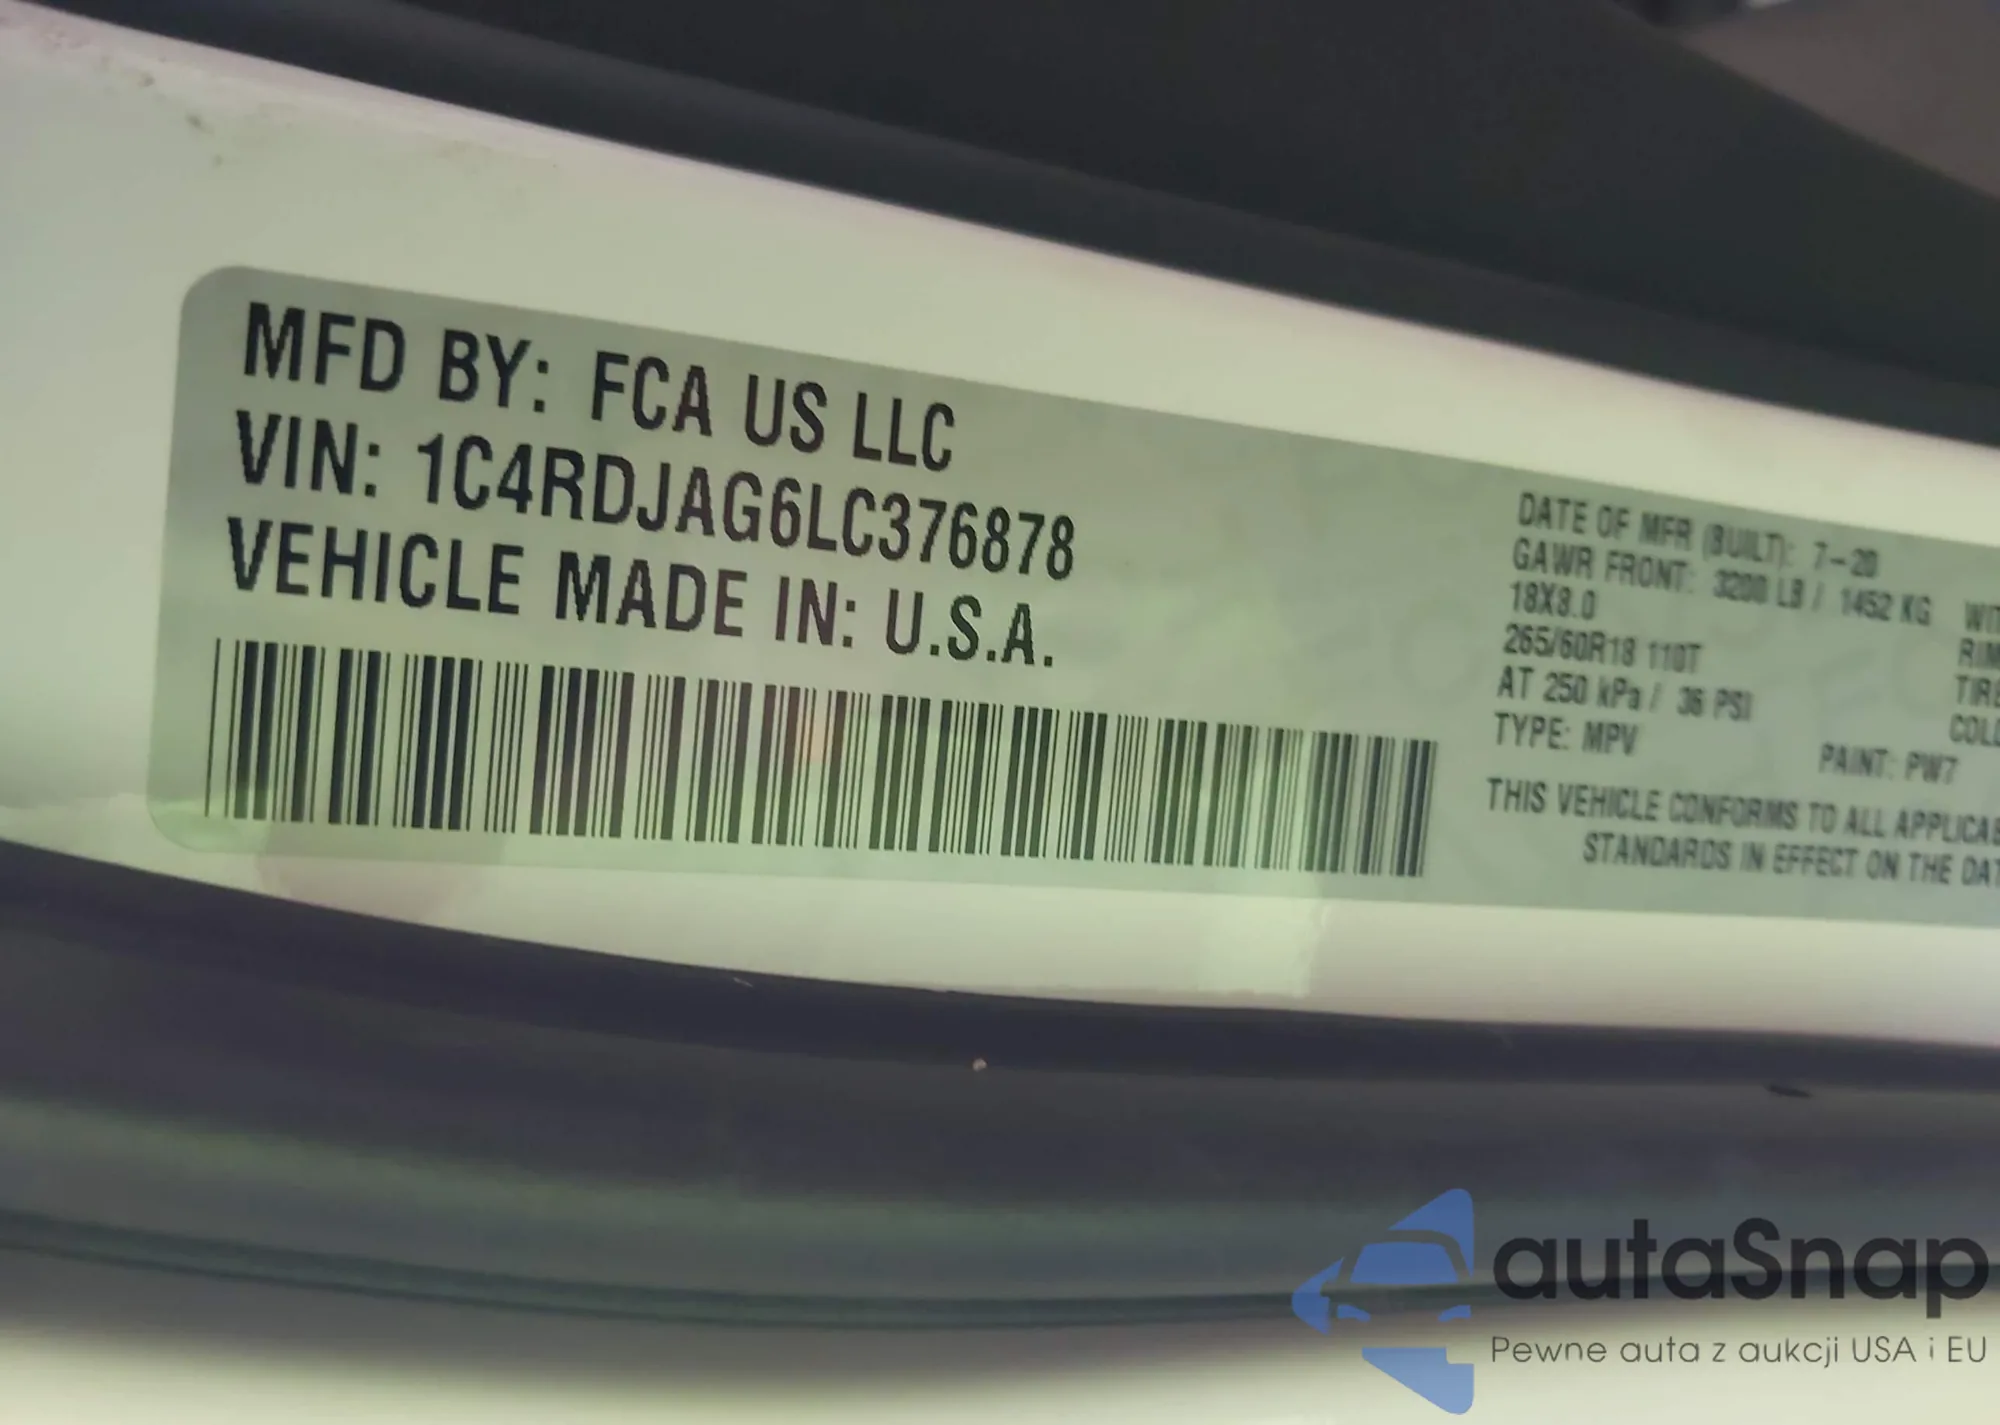 MFD BY: FCA US LLC
VIN: 1C4RDJAG6LC376878
VEHICLE MADE IN: U.S.A.
DATE OF MFR (BUILT): 7-20
GAWR FRONT: 3200 LB / 1452 KG
18X8.0
265/60R18 110T
AT 250 kPa / 36 PSI
TYPE: MPV
PAINT: PW7
THIS VEHICLE CONFORMS TO ALL
STANDARDS IN EFFECT ON THE
autaSnap
Pewne auta z aukcji USA i EU